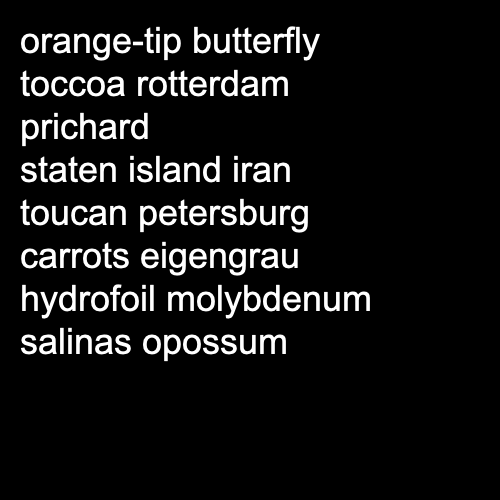 orange-tip butterfly
toccoa rotterdam
prichard
staten island iran
toucan petersburg
carrots eigengrau
hydrofoil molybdenum
salinas opossum